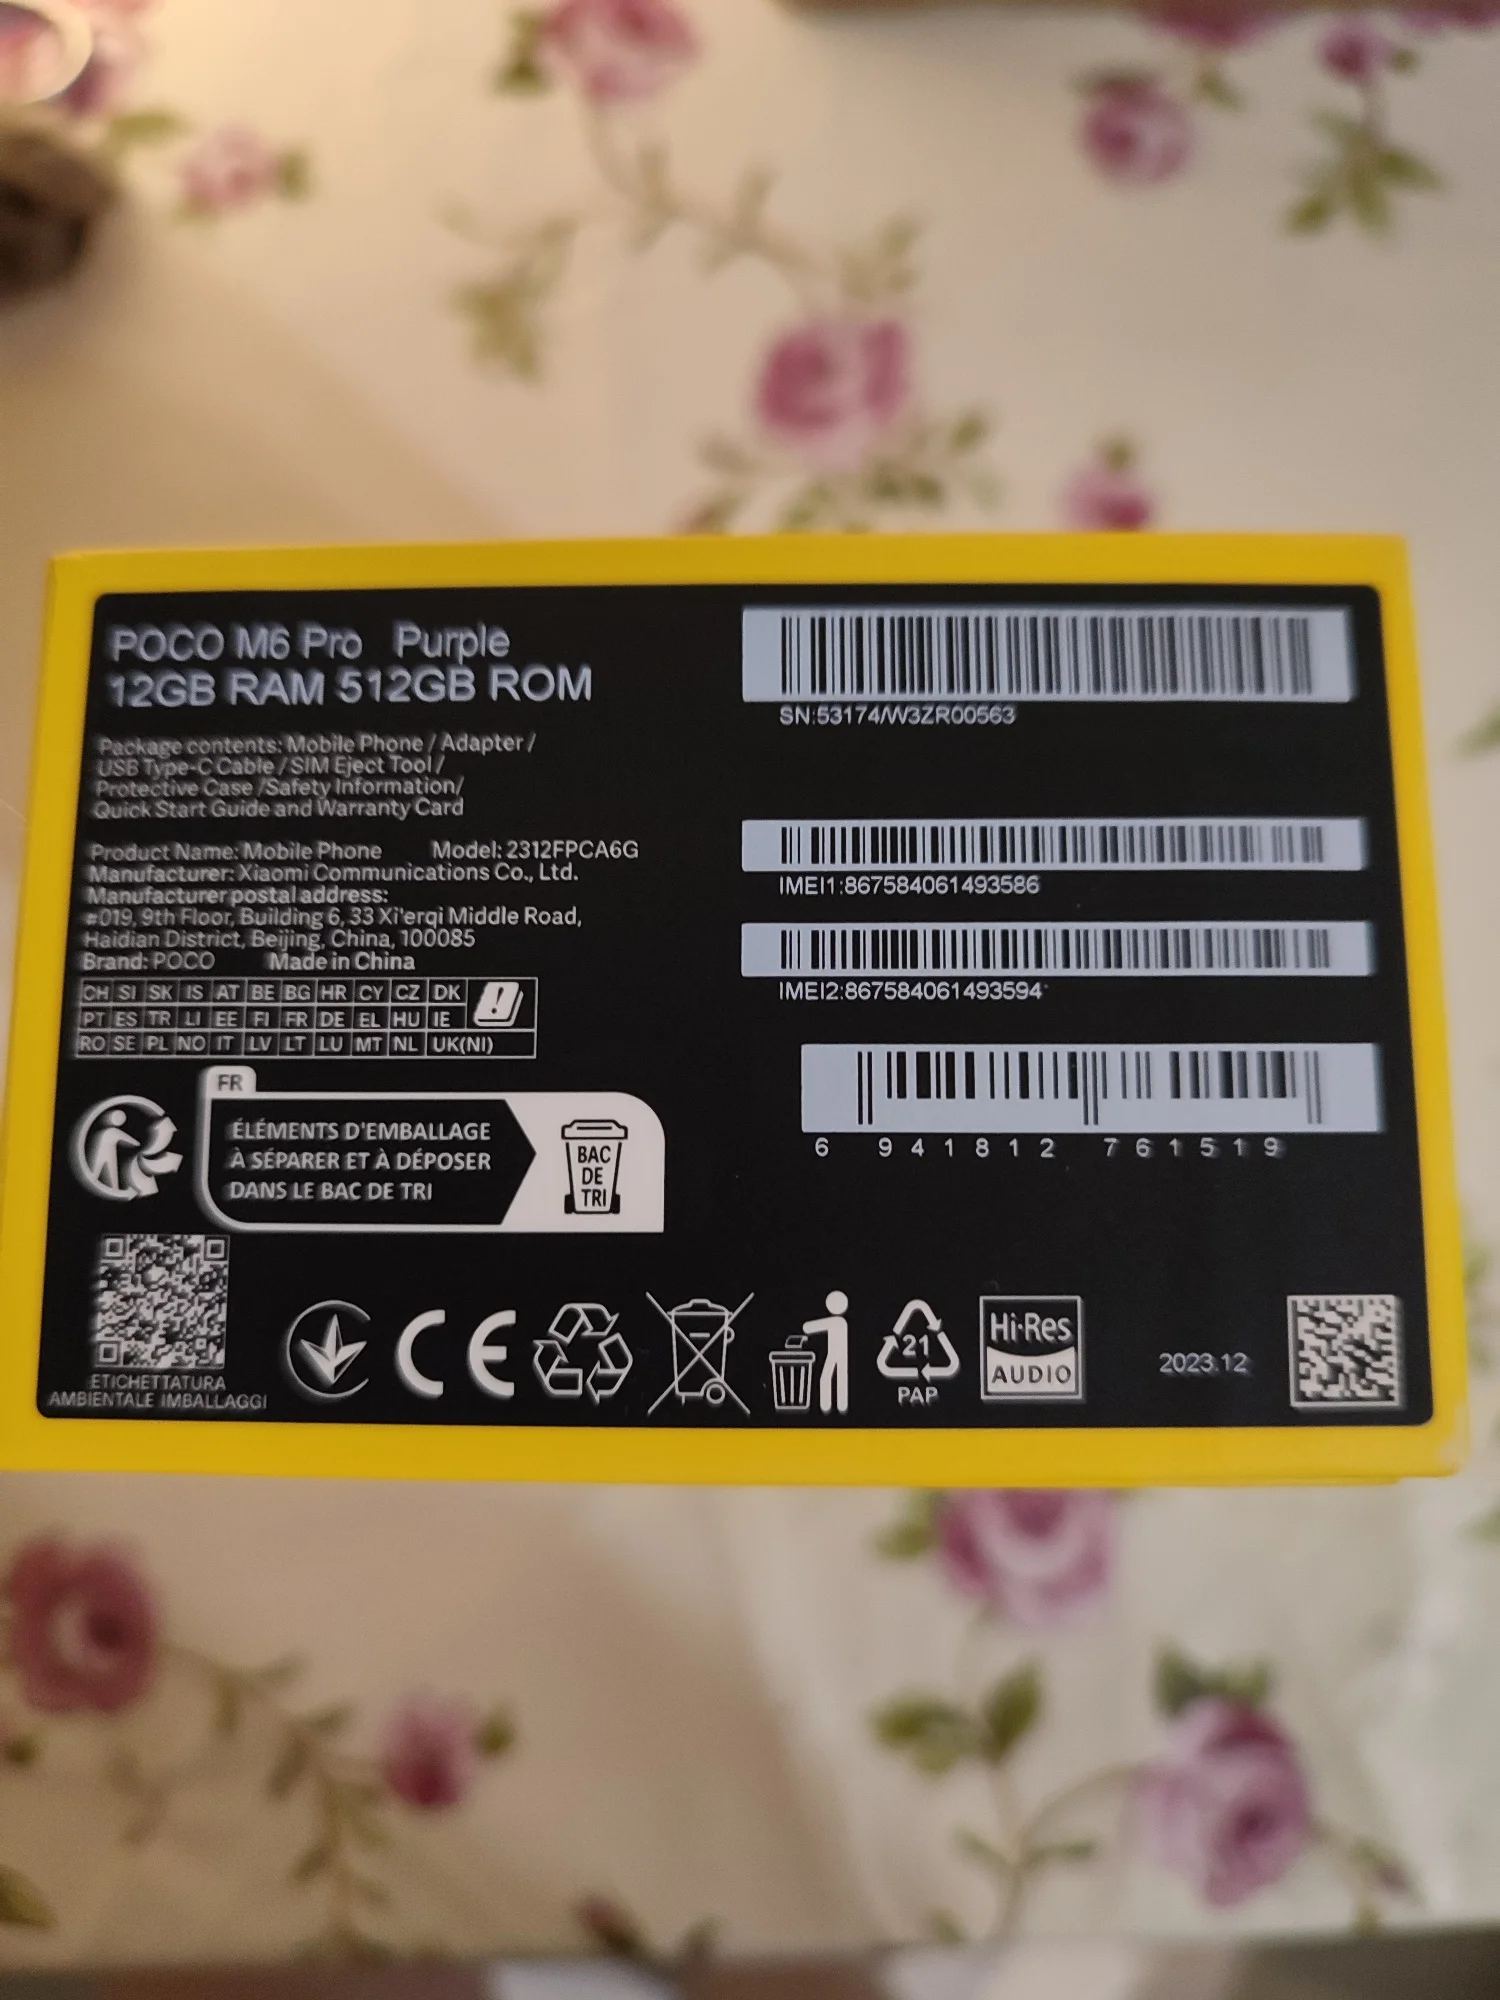 POCO M6 Pro Purple
12GB RAM 512GB ROM
Package contents: Mobile Phone / Adapter /
USB Type-C Cable / SIM Eject Tool /
Protective Case /Safety Information/
Quick Start Guide and Warranty Card
Product Name: Mobile Phone Model: 2312FPCA6G
Manufacturer: Xiaomi Communications Co., Ltd.
Manufacturer postal address:
#019, 9th Floor, Building 6, 33 Xi'erqi Middle Road,
Haidian District, Beijing, China, 100085
Brand: POCO Made in China
CH SI SK IS AT BE BG HR CY CZ DK
PT ES TR LI EE FI FR DE EL HU IE
RO SE PL NO IT LV LT LU MT NL UK(NI)
FR
ÉLÉMENTS D'EMBALLAGE
À SÉPARER ET À DÉPOSER
DANS LE BAC DE TRI
BAC
DE
TRI
ETICHETTATURA
AMBIENTALE IMBALLAGGI
SN:53174/W3ZR00563
IMEI1:867584061493586
IMEI2:867584061493594
6 941812 761519
CE
21
PAP
Hi-Res
AUDIO
2023.12